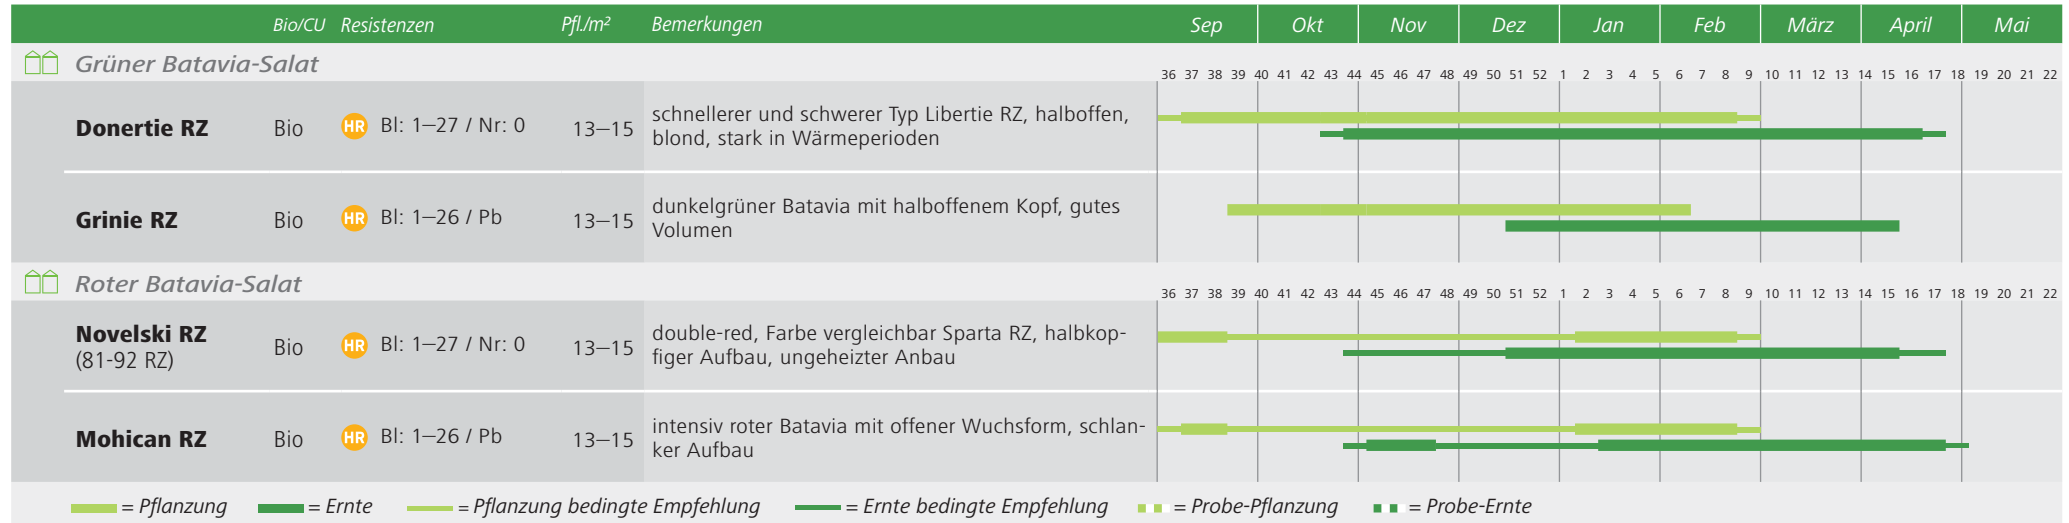 Bio/CU Resistenzen Pfl./m² Bemerkungen Sep Okt Nov Dez Jan Feb März April Mai
Grüner Batavia-Salat
36 37 38 39 40 41 42 43 44 45 46 47 48 49 50 51 52 1 2 3 4 5 6 7 8 9 10 11 12 13 14 15 16 17 18 19 20 21 22
Donertie RZ Bio HR Bl: 1–27 / Nr: 0 13–15 schnellerer und schwerer Typ Libertie RZ, halboffen,
blond, stark in Wärmeperioden
Grinie RZ Bio HR Bl: 1–26 / Pb 13–15 dunkelgrüner Batavia mit halboffenem Kopf, gutes
Volumen
Roter Batavia-Salat
36 37 38 39 40 41 42 43 44 45 46 47 48 49 50 51 52 1 2 3 4 5 6 7 8 9 10 11 12 13 14 15 16 17 18 19 20 21 22
Novelski RZ
(81-92 RZ)
Bio HR Bl: 1–27 / Nr: 0 13–15 double-red, Farbe vergleichbar Sparta RZ, halbkop-
figer Aufbau, ungeheizter Anbau
Mohican RZ Bio HR Bl: 1–26 / Pb 13–15 intensiv roter Batavia mit offener Wuchsform, schlan-
ker Aufbau
= Pflanzung = Ernte = Pflanzung bedingte Empfehlung = Ernte bedingte Empfehlung = Probe-Pflanzung = Probe-Ernte